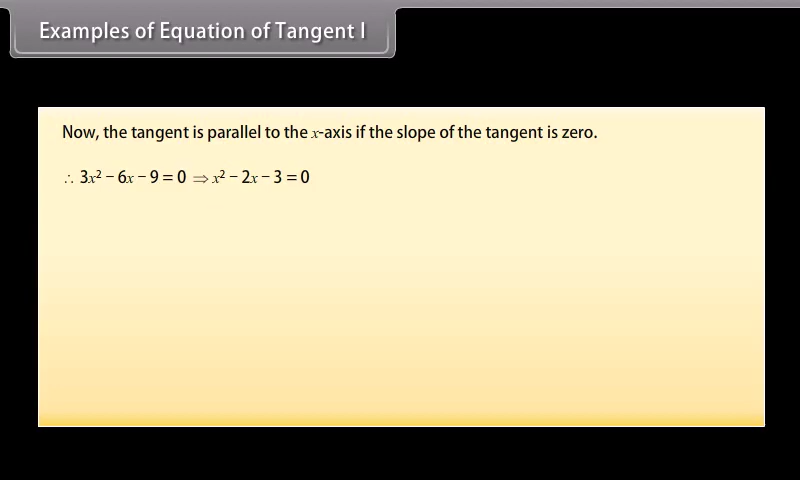 Examples of Equation of Tangent I
Now, the tangent is parallel to the x-axis if the slope of the tangent is zero.
∴ 3x² − 6x − 9 = 0 ⇒ x² − 2x − 3 = 0